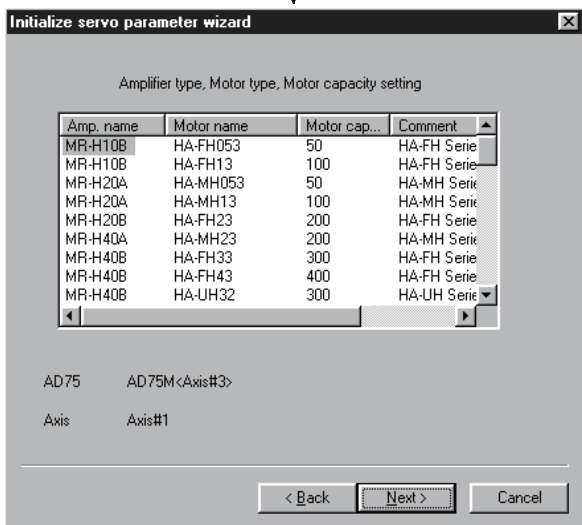 Initialize servo parameter wizard
Amplifier type, Motor type, Motor capacity setting
Amp. name Motor name Motor cap... Comment
MR-H10B HA-FH053 50 HA-FH Serie
MR-H10B HA-FH13 100 HA-FH Serie
MR-H20A HA-MH053 50 HA-MH Serie
MR-H20A HA-MH13 100 HA-MH Serie
MR-H20B HA-FH23 200 HA-FH Serie
MR-H40A HA-MH23 200 HA-MH Serie
MR-H40B HA-FH33 300 HA-FH Serie
MR-H40B HA-FH43 400 HA-FH Serie
MR-H40B HA-UH32 300 HA-UH Serie
AD75 AD75M<Axis#3>
Axis Axis#1
< Back Next > Cancel